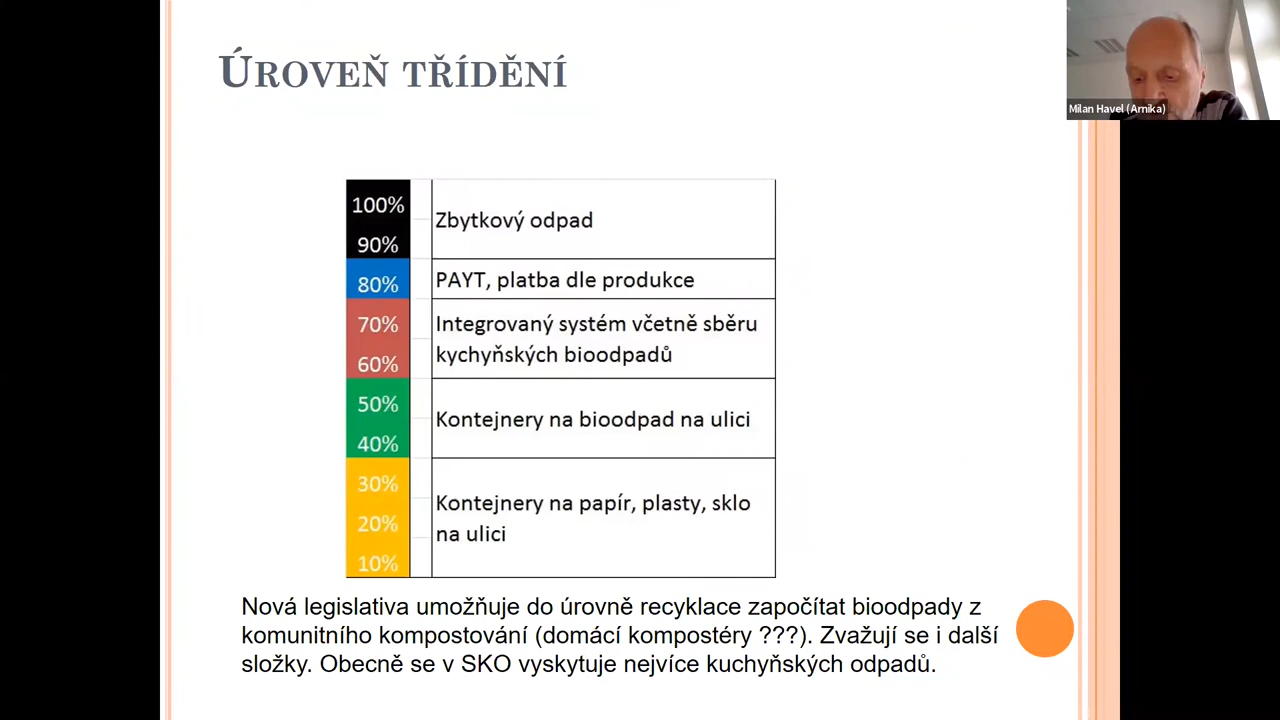 Úroveň třídění
Milan Havel (Arnika)
100%
Zbytkový odpad
90%
80%
PAYT, platba dle produkce
70%
Integrovaný systém včetně sběru
kychyňských bioodpadů
60%
50%
Kontejnery na bioodpad na ulici
40%
30%
Kontejnery na papír, plasty, sklo
na ulici
20%
10%
Nová legislativa umožňuje do úrovně recyklace započítat bioodpady z
komunitního kompostování (domácí kompostéry ???). Zvažují se i další
složky. Obecně se v SKO vyskytuje nejvíce kuchyňských odpadů.